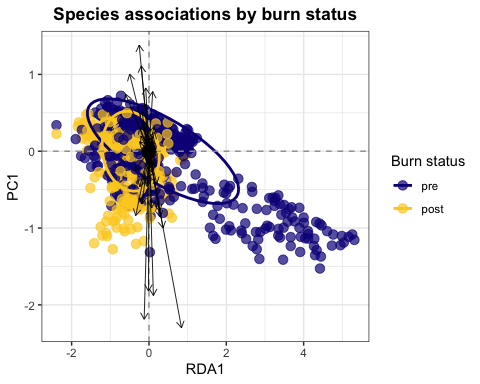 Species associations by burn status
1
0
-1
-2
PC1
-2
0
2
4
RDA1
Burn status
pre
post